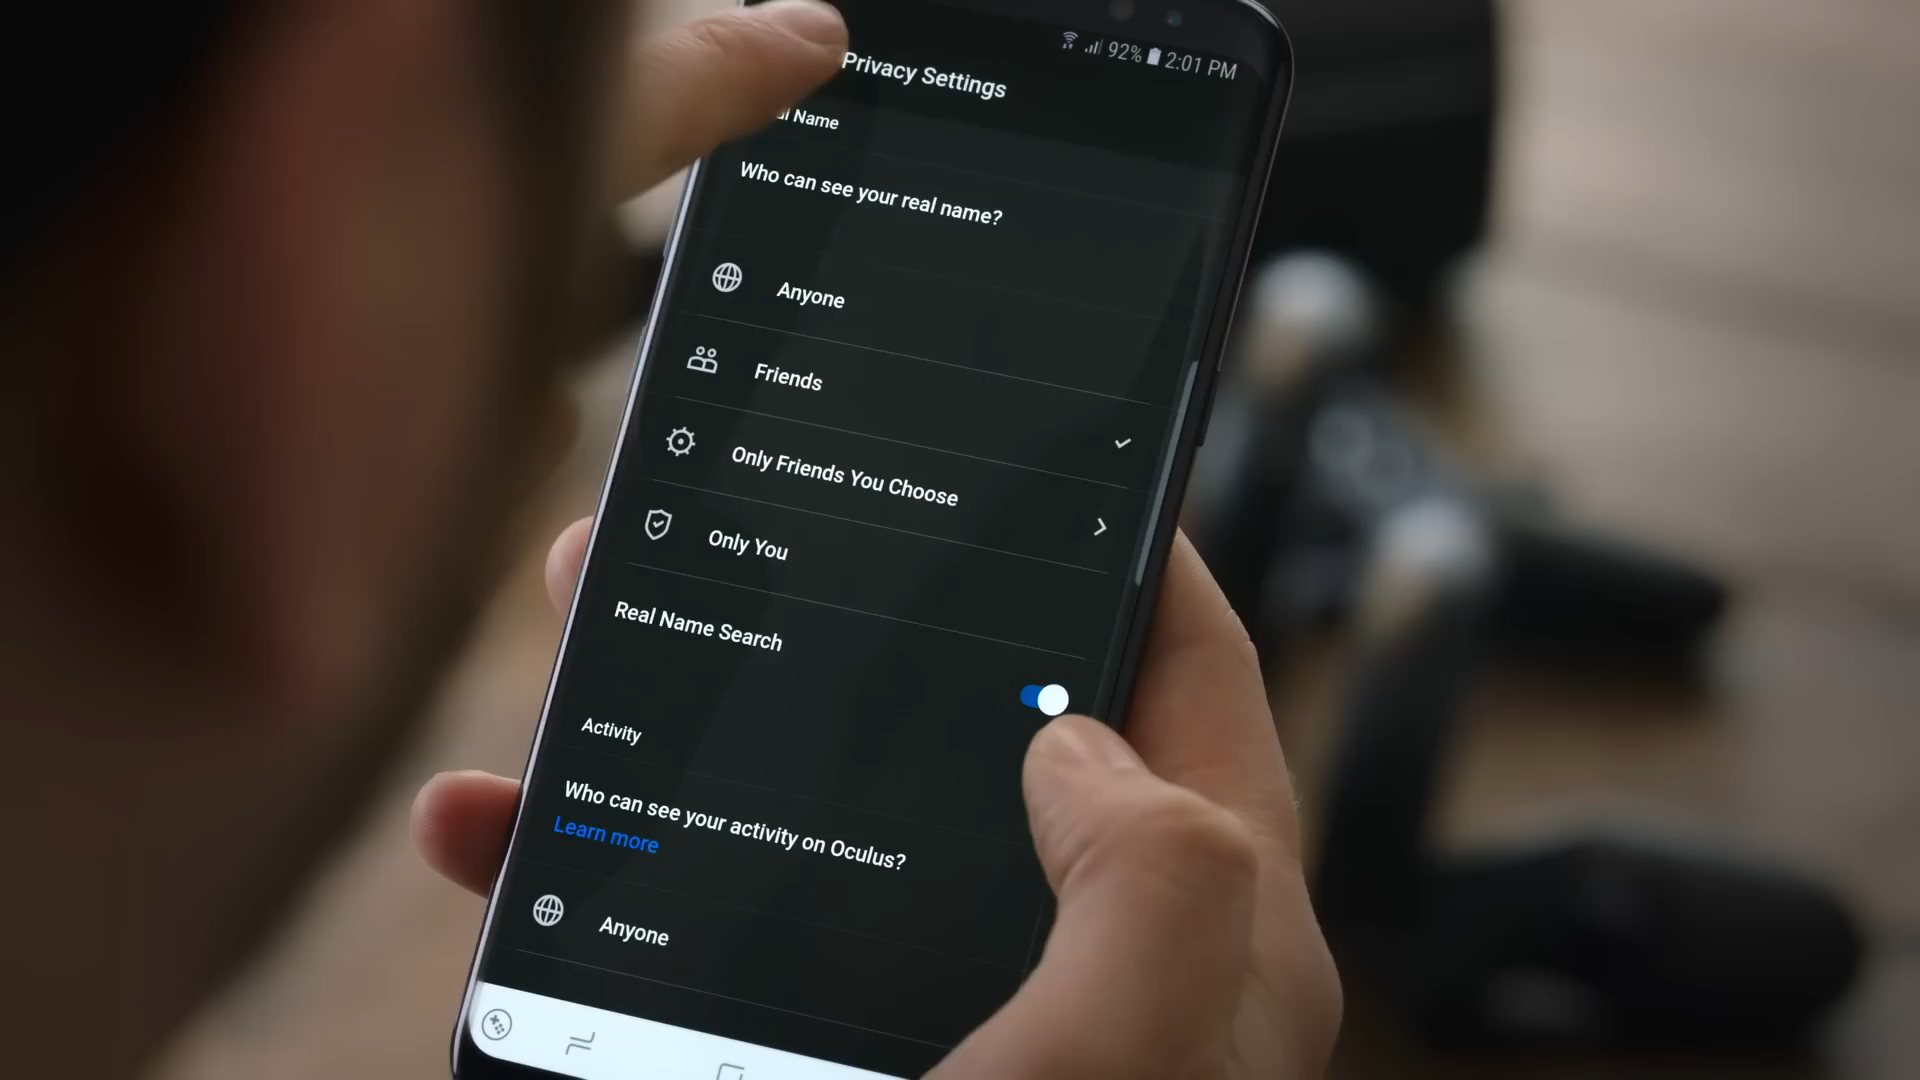 92% 2:01 PM
Privacy Settings
Name
Who can see your real name?
Anyone
Friends
Only Friends You Choose
Only You
Real Name Search
Activity
Who can see your activity on Oculus?
Learn more
Anyone